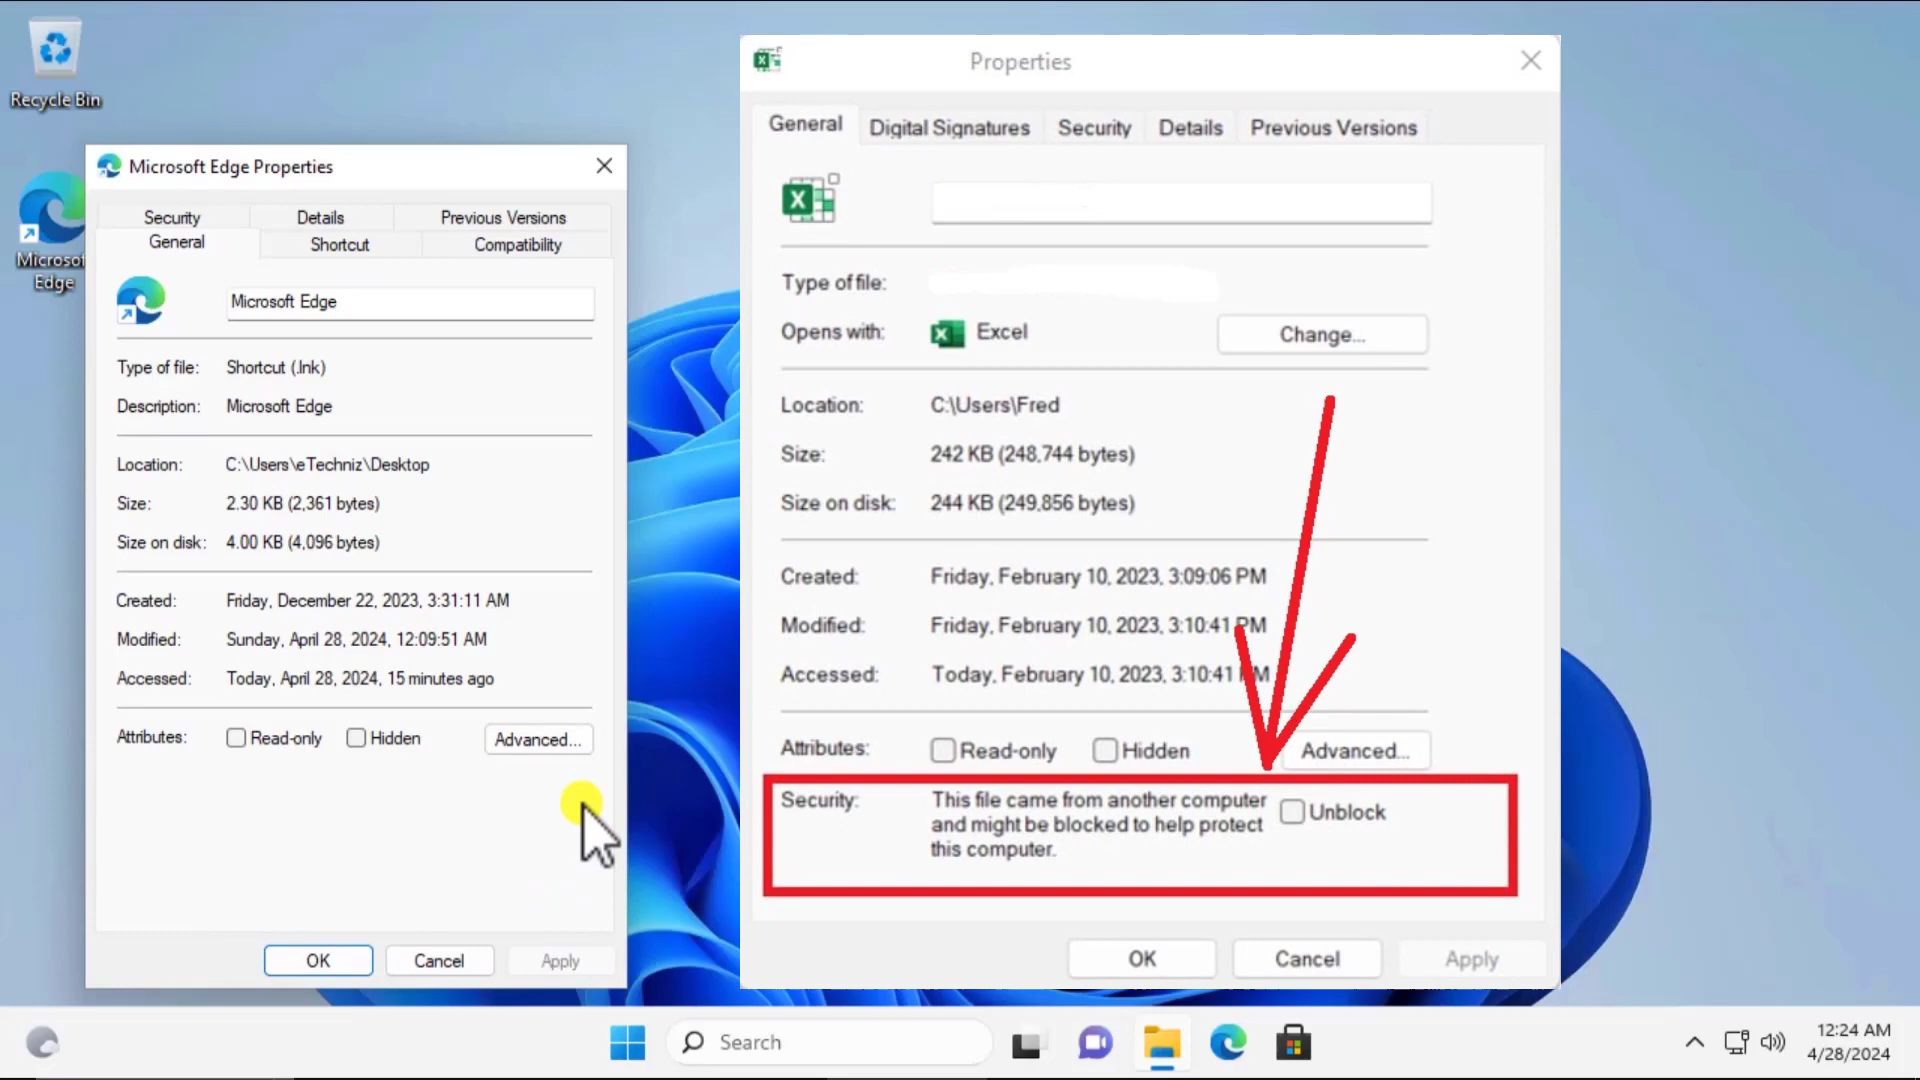 Recycle Bin
Microsof
Edge
Microsoft Edge Properties
Security Details Previous Versions
General Shortcut Compatibility
Microsoft Edge
Type of file: Shortcut (.lnk)
Description: Microsoft Edge
Location: C:\Users\eTechniz\Desktop
Size: 2.30 KB (2,361 bytes)
Size on disk: 4.00 KB (4,096 bytes)
Created: Friday, December 22, 2023, 3:31:11 AM
Modified: Sunday, April 28, 2024, 12:09:51 AM
Accessed: Today, April 28, 2024, 15 minutes ago
Attributes: Read-only Hidden Advanced...
OK Cancel Apply
Properties
General Digital Signatures Security Details Previous Versions
Type of file:
Opens with: Excel Change...
Location: C:\Users\Fred
Size: 242 KB (248,744 bytes)
Size on disk: 244 KB (249,856 bytes)
Created: Friday, February 10, 2023, 3:09:06 PM
Modified: Friday, February 10, 2023, 3:10:41 PM
Accessed: Today, February 10, 2023, 3:10:41 PM
Attributes: Read-only Hidden Advanced...
Security: This file came from another computer
and might be blocked to help protect
this computer.
Unblock
OK Cancel Apply
Search
12:24 AM
4/28/2024